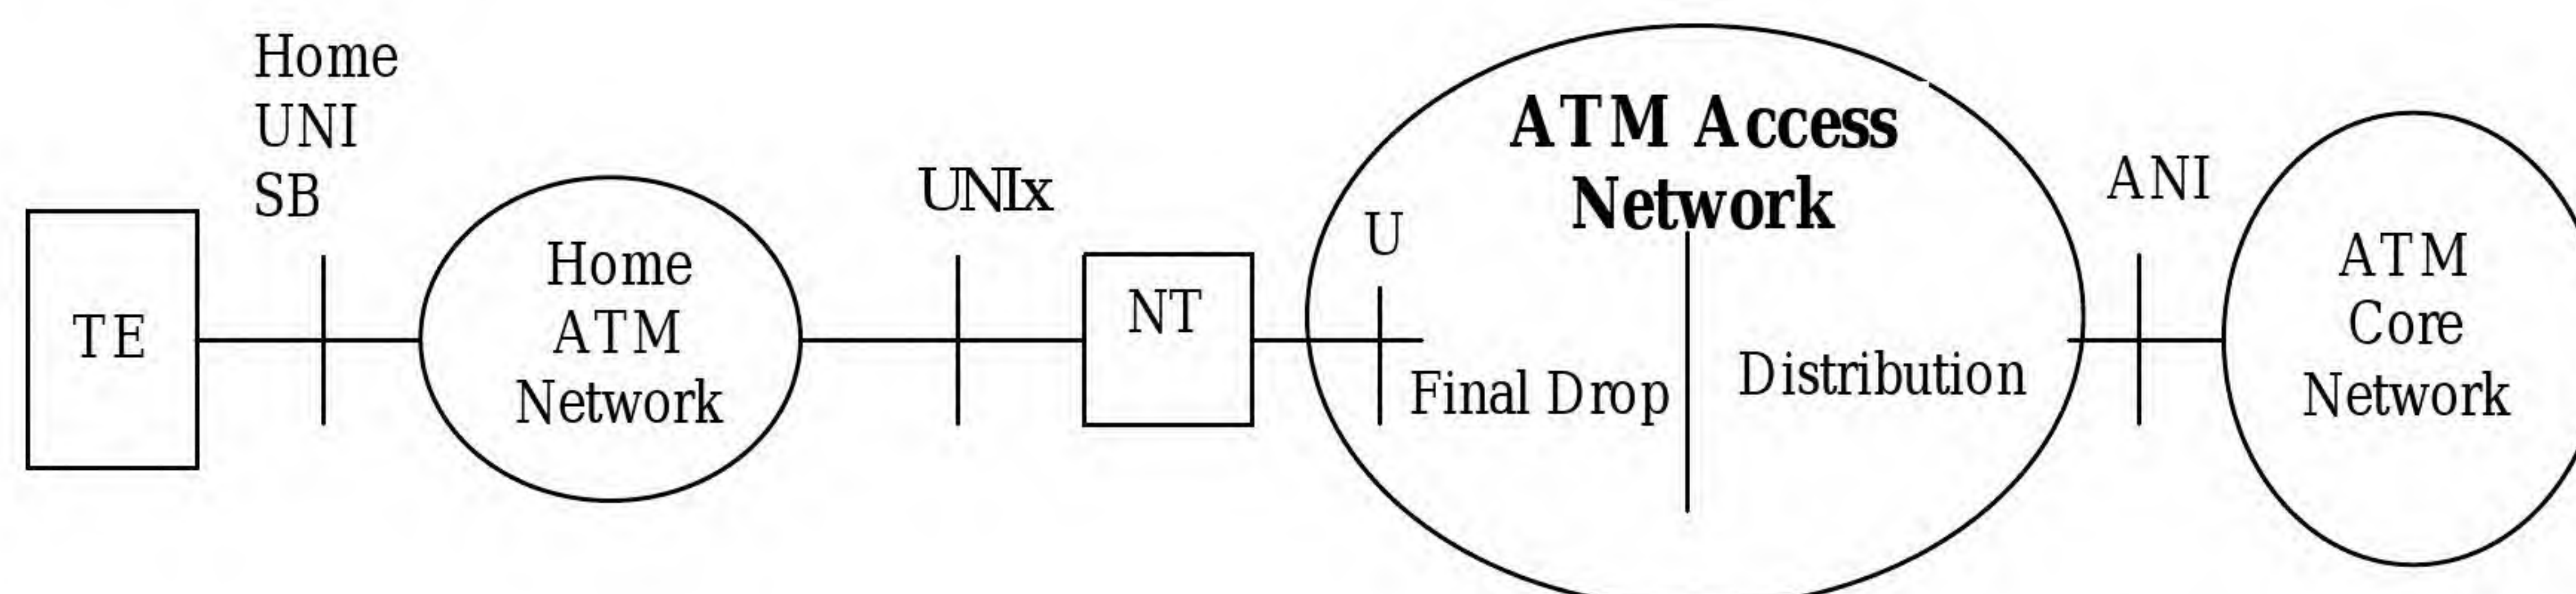 Home
UNI
SB
TE
Home
ATM
Network
UNIx
NT
U
ATM Access
Network
Final Drop
Distribution
ANI
ATM
Core
Network